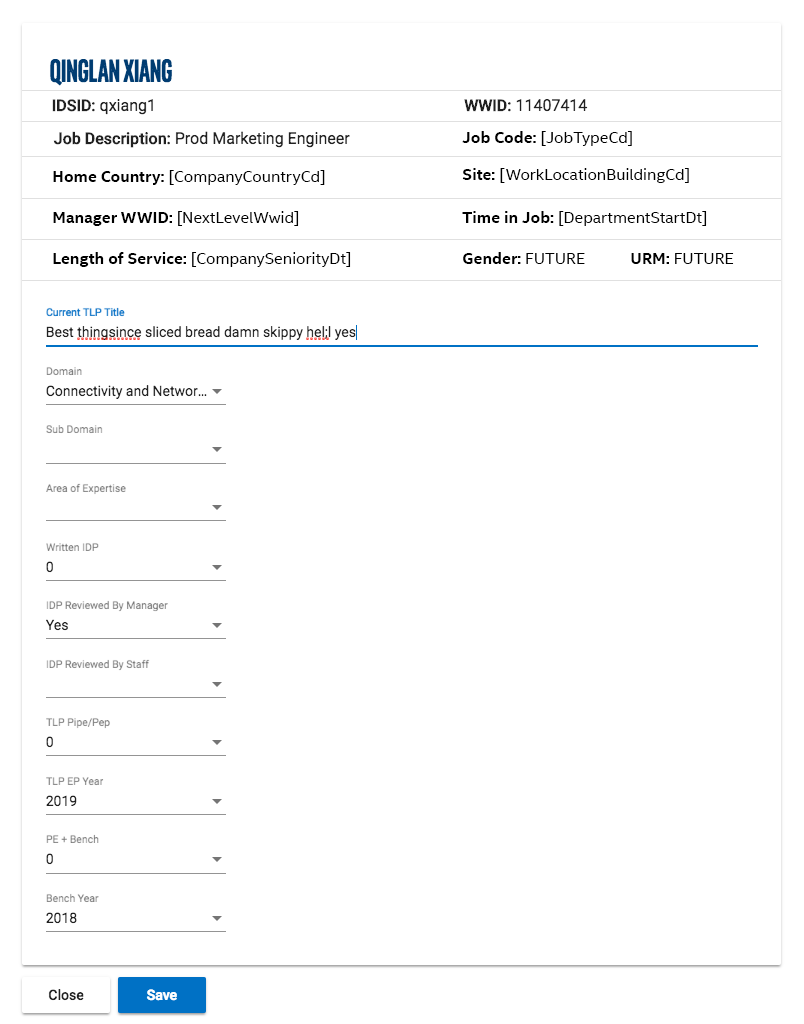 QINGLAN XIANG
IDSID: qxiang1 WWID: 11407414
Job Description: Prod Marketing Engineer Job Code: [JobTypeCd]
Home Country: [CompanyCountryCd] Site: [WorkLocationBuildingCd]
Manager WWID: [NextLevelWwid] Time in Job: [DepartmentStartDt]
Length of Service: [CompanySeniorityDt] Gender: FUTURE URM: FUTURE
Current TLP Title
Best thingsince sliced bread damn skippy hel;l yes
Domain
Connectivity and Networ...
Sub Domain
Area of Expertise
Written IDP
0
IDP Reviewed By Manager
Yes
IDP Reviewed By Staff
TLP Pipe/Pep
0
TLP EP Year
2019
PE + Bench
0
Bench Year
2018
Close Save